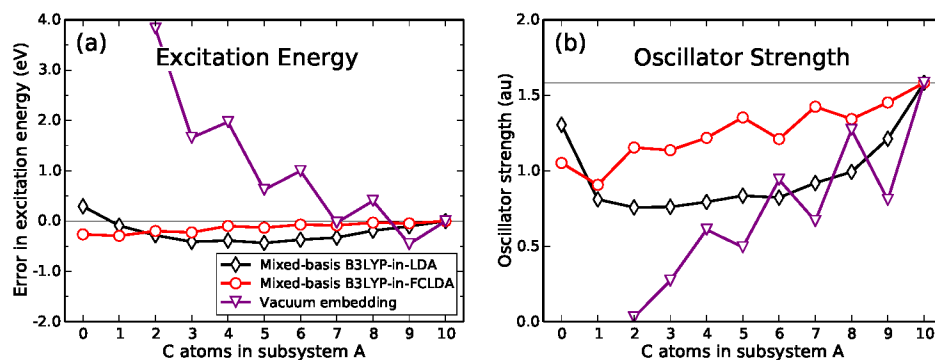 (a)
Excitation Energy
Error in excitation energy (eV)
4.0
3.0
2.0
1.0
0.0
-1.0
-2.0
Mixed-basis B3LYP-in-LDA
Mixed-basis B3LYP-in-FCLDA
Vacuum embedding
0 1 2 3 4 5 6 7 8 9 10
C atoms in subsystem A
(b)
Oscillator Strength
Oscillator strength (au)
2.0
1.5
1.0
0.5
0.0
0 1 2 3 4 5 6 7 8 9 10
C atoms in subsystem A